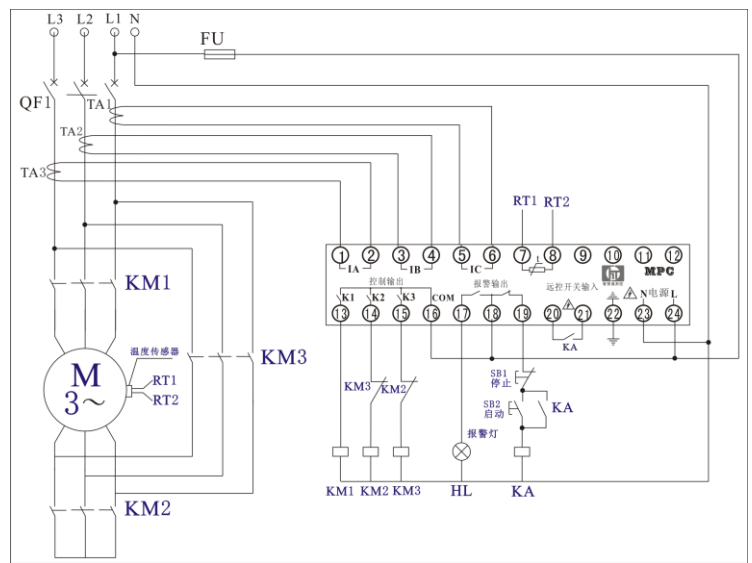 L3 L2 L1 N
FU
QF1
TA1
TA2
TA3
RT1 RT2
1 2 3 4 5 6 7 8 9 10 11 12
IA IB IC t
MPC
控制输出 报警输出 远控开关输入 N电源L
K1 K2 K3 COM
13 14 15 16 17 18 19 20 21 22 23 24
KA
KM1
KM3
M
3~
温度传感器
RT1
RT2
KM2
SB1
停止
KM3 KM2
SB2
启动
KA
报警灯
KM1 KM2 KM3 HL KA